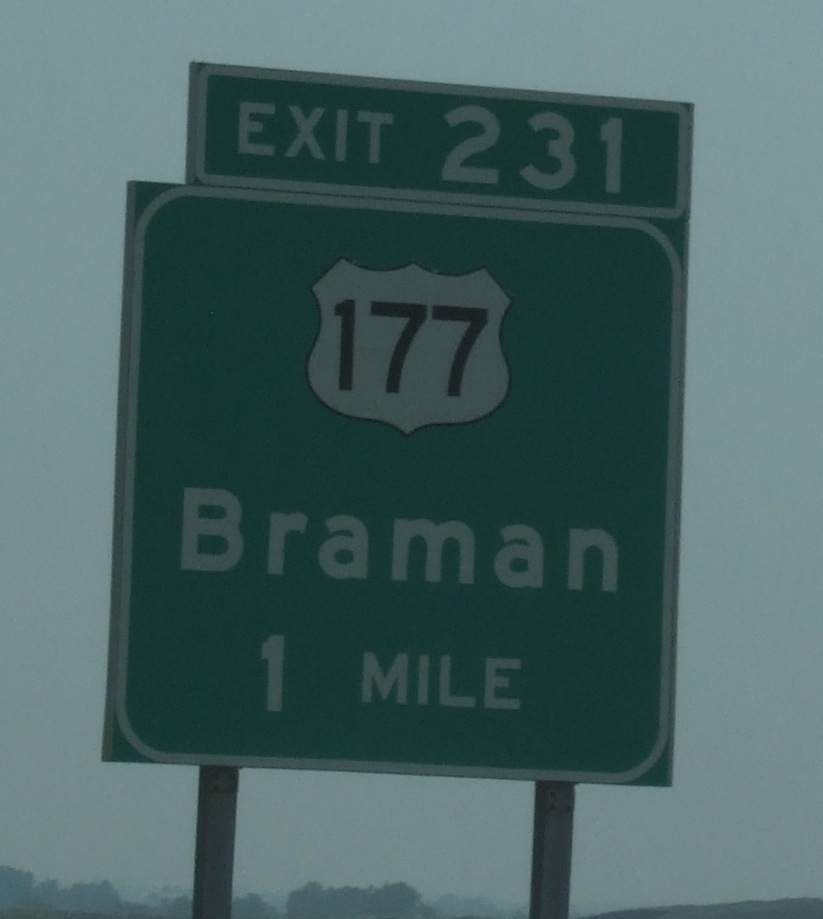 EXIT 231
177
Braman
1 MILE